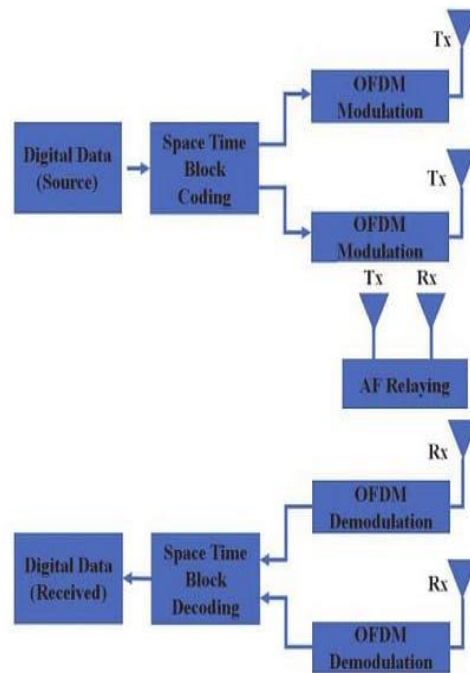 Tx
OFDM
Modulation
Digital Data
(Source)
Space Time
Block
Coding
Tx
OFDM
Modulation
Tx Rx
AF Relaying
Rx
OFDM
Demodulation
Digital Data
(Received)
Space Time
Block
Decoding
Rx
OFDM
Demodulation